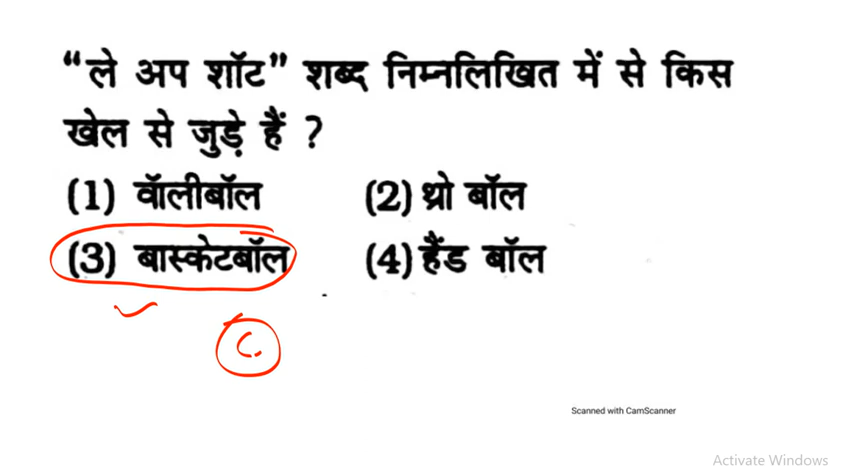 “ले अप शॉट” शब्द निम्नलिखित में से किस
खेल से जुड़े हैं ?
(1) वॉलीबॉल (2) थ्रो बॉल
(3) बास्केटबॉल (4) हैंड बॉल
C.
Scanned with CamScanner
Activate Windows